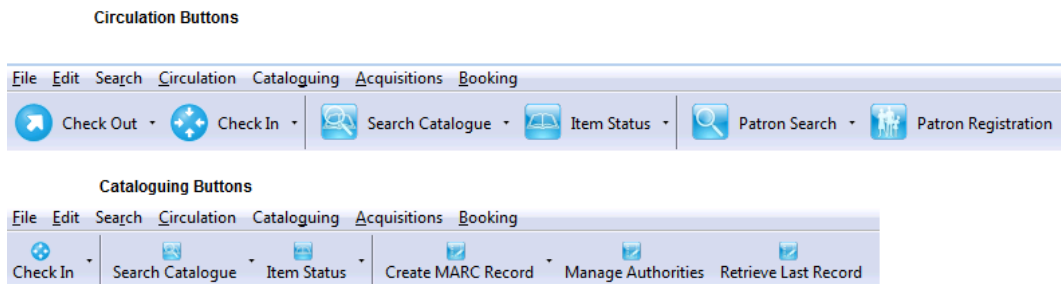 Circulation Buttons
File Edit Search Circulation Cataloguing Acquisitions Booking
Check Out Check In Search Catalogue Item Status Patron Search Patron Registration
Cataloguing Buttons
File Edit Search Circulation Cataloguing Acquisitions Booking
Check In Search Catalogue Item Status Create MARC Record Manage Authorities Retrieve Last Record